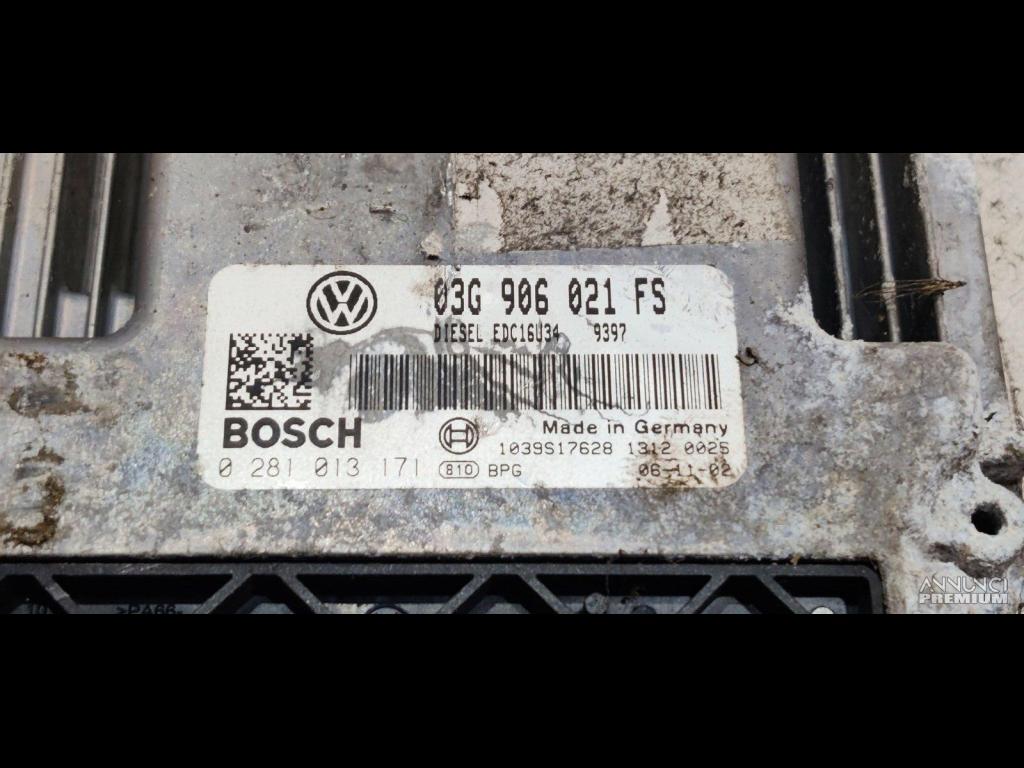 03G 906 021 FS
DIESEL EDC16U34 9397
BOSCH
Made in Germany
1039S17628 1312 0025
0 281 013 171 810 BPG 06-11-02
>PA66-
ANNUNCI
PREMIUM